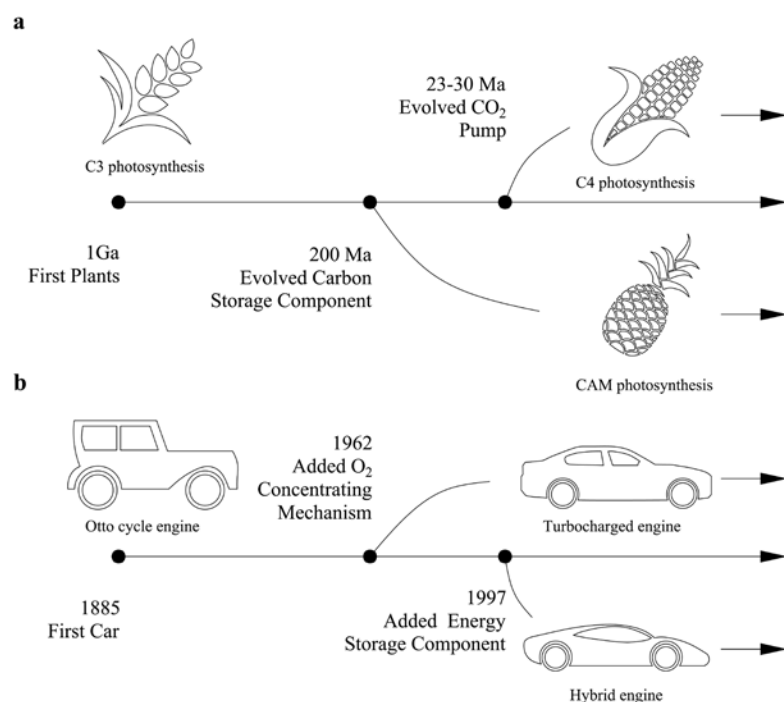 a
23-30 Ma
Evolved CO₂
Pump
C3 photosynthesis
C4 photosynthesis
1Ga
First Plants
200 Ma
Evolved Carbon
Storage Component
CAM photosynthesis
b
1962
Added O₂
Concentrating
Mechanism
Otto cycle engine
Turbocharged engine
1885
First Car
1997
Added Energy
Storage Component
Hybrid engine